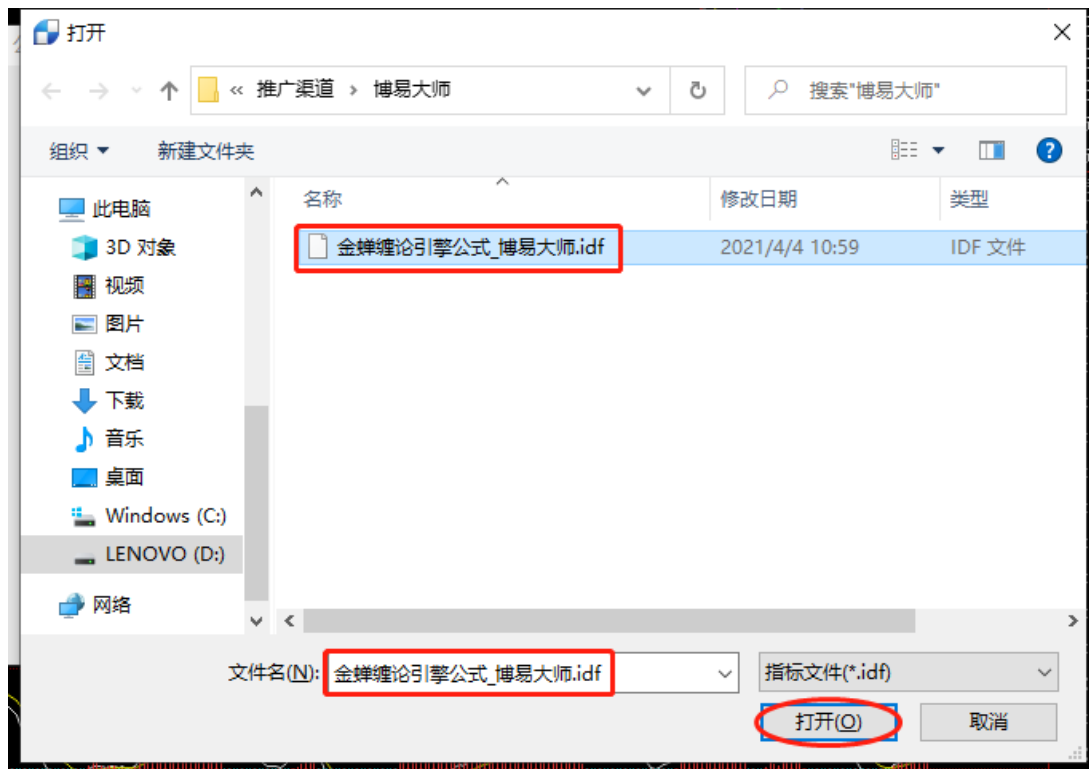 打开
« 推广渠道 › 博易大师
搜索"博易大师"
组织 新建文件夹
名称 修改日期 类型
此电脑
金蝉缠论引擎公式_博易大师.idf 2021/4/4 10:59 IDF 文件
3D 对象
视频
图片
文档
下载
音乐
桌面
Windows (C:)
LENOVO (D:)
网络
文件名(N): 金蝉缠论引擎公式_博易大师.idf 指标文件(*.idf)
打开(O) 取消